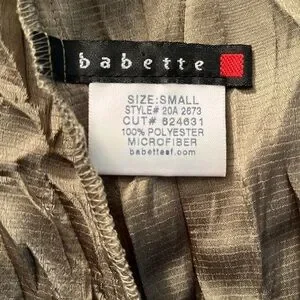 babette
SIZE:SMALL
STYLE# 20A 2673
CUT# 624631
100% POLYESTER
MICROFIBER
babettesf.com